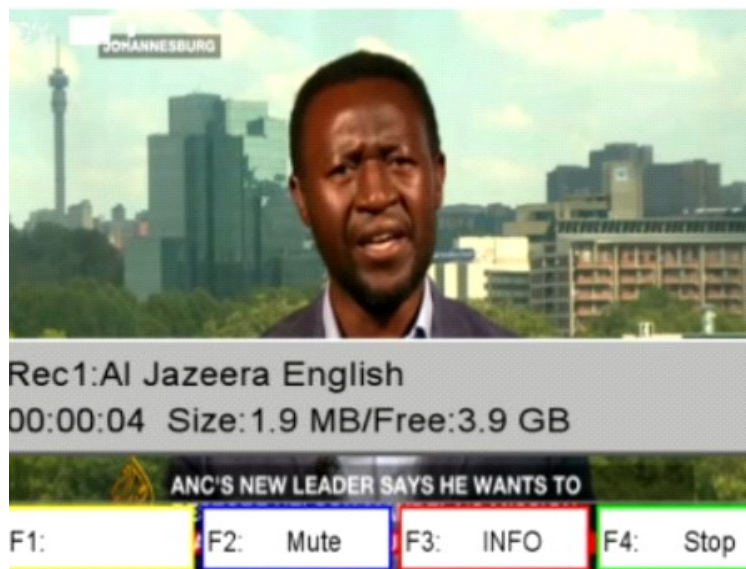 JOHANNESBURG
Rec1:Al Jazeera English
00:00:04 Size:1.9 MB/Free:3.9 GB
ANC'S NEW LEADER SAYS HE WANTS TO
F1:
F2: Mute
F3: INFO
F4: Stop